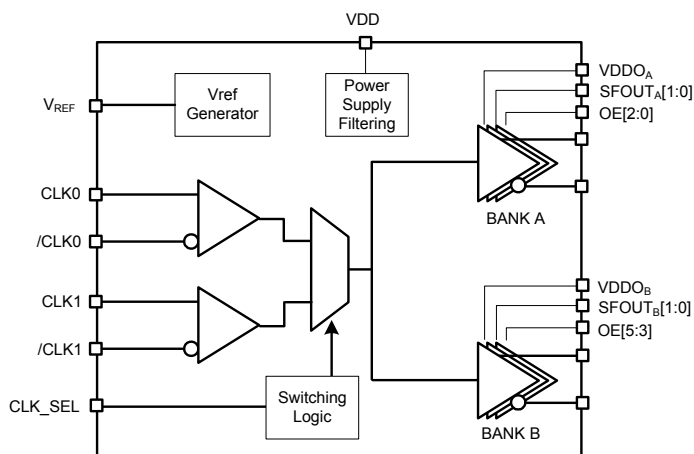 VDD
VREF
Vref
Generator
Power
Supply
Filtering
VDDOA
SFOUTA[1:0]
OE[2:0]
BANK A
CLK0
/CLK0
CLK1
/CLK1
CLK_SEL
Switching
Logic
VDDOB
SFOUTB[1:0]
OE[5:3]
BANK B